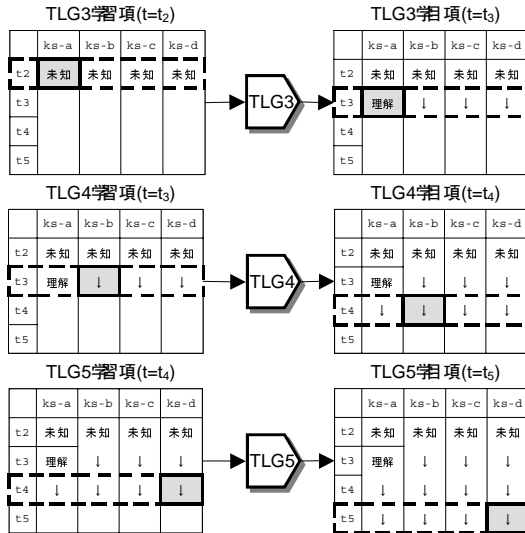 TLG3学習項(t=t2)
ks-a ks-b ks-c ks-d
t2 未知 未知 未知 未知
t3
t4
t5
TLG3
TLG3学目項(t=t3)
ks-a ks-b ks-c ks-d
t2 未知 未知 未知 未知
t3 理解 ↓ ↓ ↓
t4
t5
TLG4学習項(t=t3)
ks-a ks-b ks-c ks-d
t2 未知 未知 未知 未知
t3 理解 ↓ ↓ ↓
t4
t5
TLG4
TLG4学目項(t=t4)
ks-a ks-b ks-c ks-d
t2 未知 未知 未知 未知
t3 理解 ↓ ↓ ↓
t4 ↓ ↓ ↓ ↓
t5
TLG5学習項(t=t4)
ks-a ks-b ks-c ks-d
t2 未知 未知 未知 未知
t3 理解 ↓ ↓ ↓
t4 ↓ ↓ ↓ ↓
t5
TLG5
TLG5学目項(t=t5)
ks-a ks-b ks-c ks-d
t2 未知 未知 未知 未知
t3 理解 ↓ ↓ ↓
t4 ↓ ↓ ↓ ↓
t5 ↓ ↓ ↓ ↓